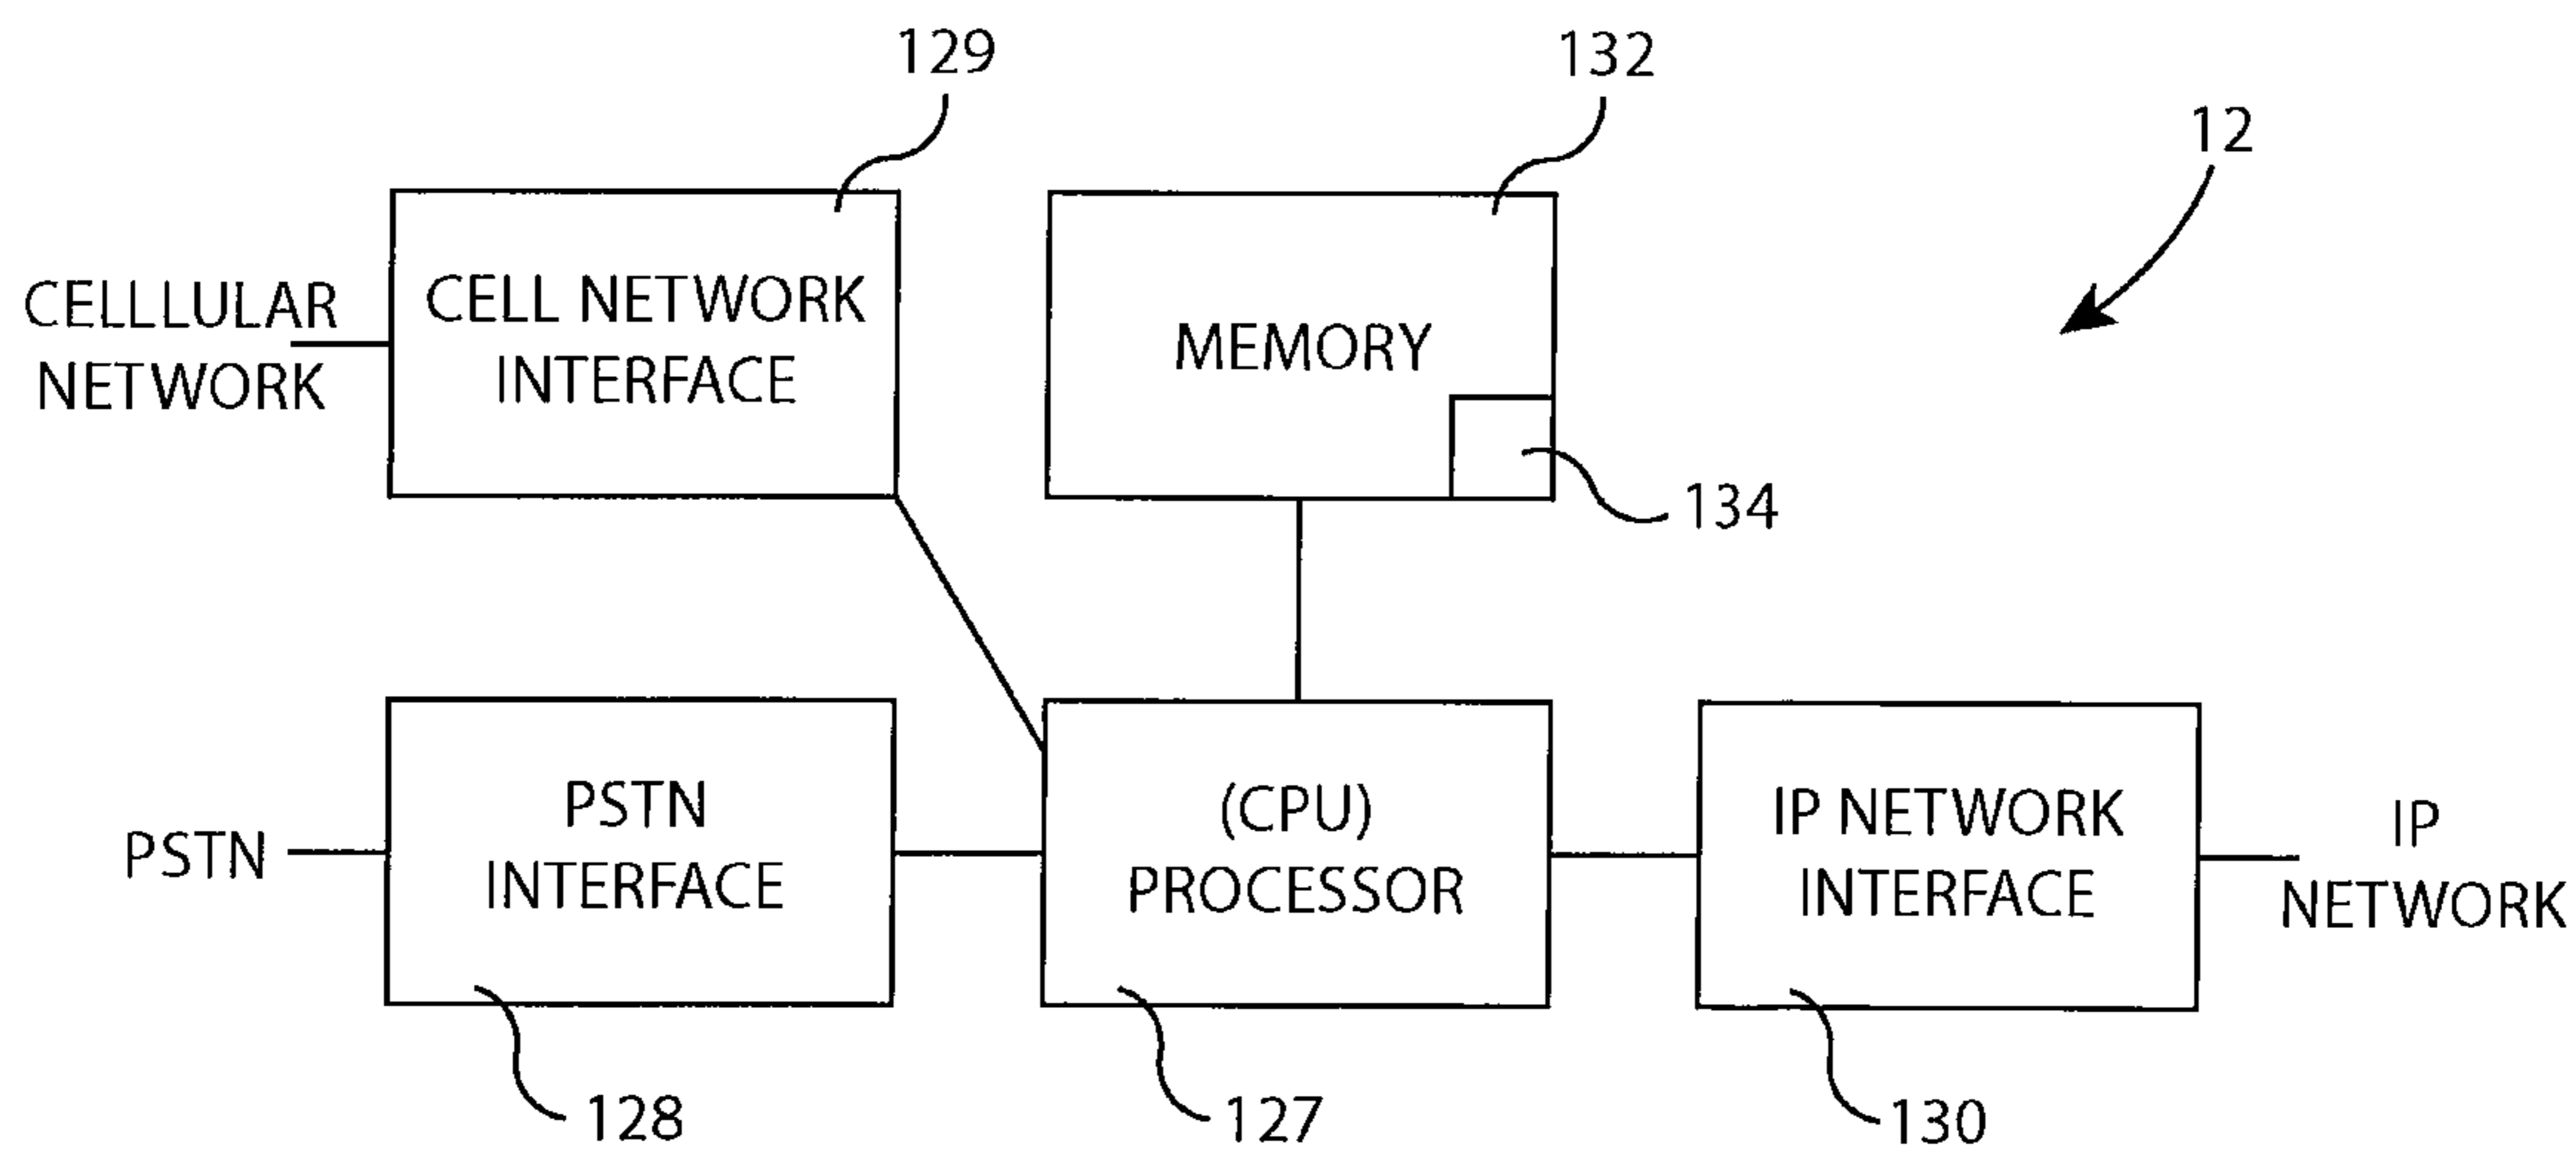 129
132
12
CELLLULAR
NETWORK
CELL NETWORK
INTERFACE
MEMORY
134
PSTN
PSTN
INTERFACE
(CPU)
PROCESSOR
IP NETWORK
INTERFACE
IP
NETWORK
128
127
130